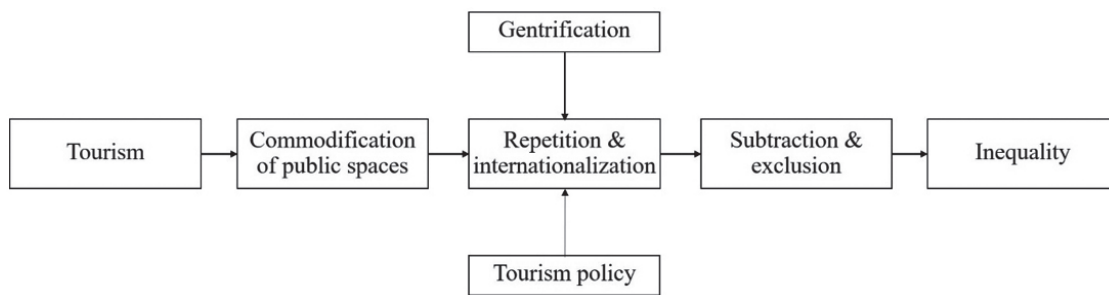 Gentrification
Tourism
Commodification
of public spaces
Repetition &
internationalization
Subtraction &
exclusion
Inequality
Tourism policy